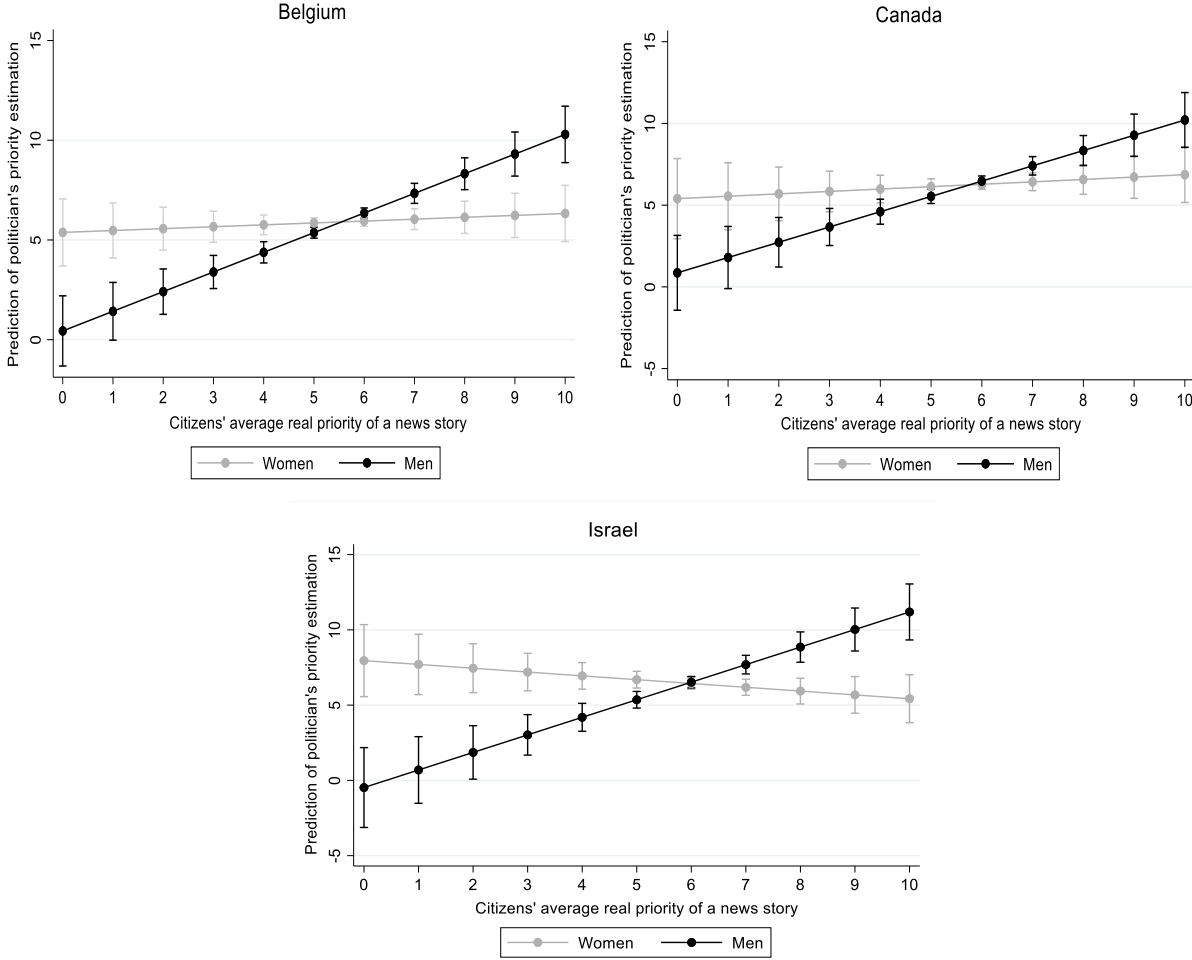 Belgium
Prediction of politician's priority estimation
15
10
5
0
0 1 2 3 4 5 6 7 8 9 10
Citizens' average real priority of a news story
Women Men
Canada
Prediction of politician's priority estimation
15
10
5
0
-5
0 1 2 3 4 5 6 7 8 9 10
Citizens' average real priority of a news story
Women Men
Israel
Prediction of politician's priority estimation
15
10
5
0
-5
0 1 2 3 4 5 6 7 8 9 10
Citizens' average real priority of a news story
Women Men